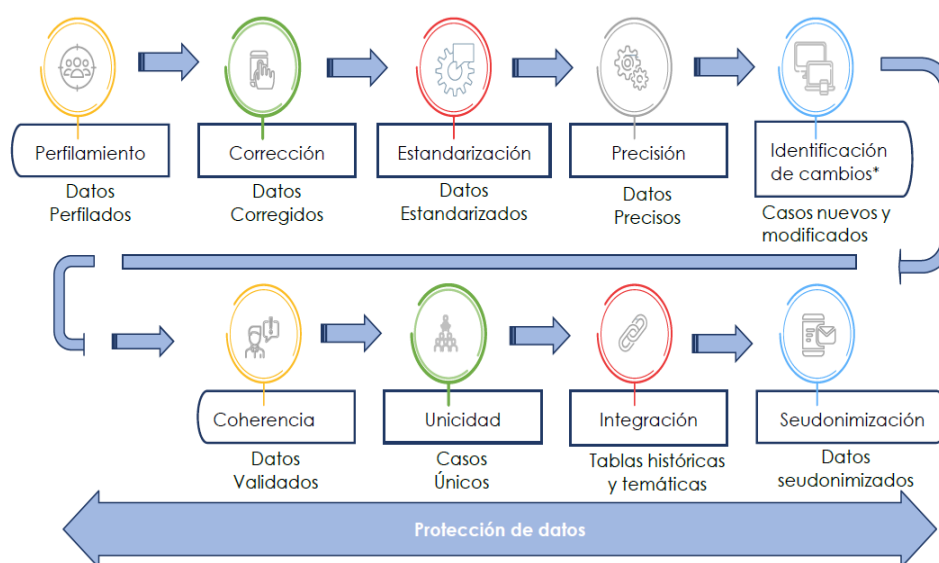 Perfilamiento
Corrección
Estandarización
Precisión
Identificación
de cambios*
Datos
Perfilados
Datos
Corregidos
Datos
Estandarizados
Datos
Precisos
Casos nuevos y
modificados
Coherencia
Unicidad
Integración
Seudonimización
Datos
Validados
Casos
Únicos
Tablas históricas
y temáticas
Datos
seudonimizados
Protección de datos